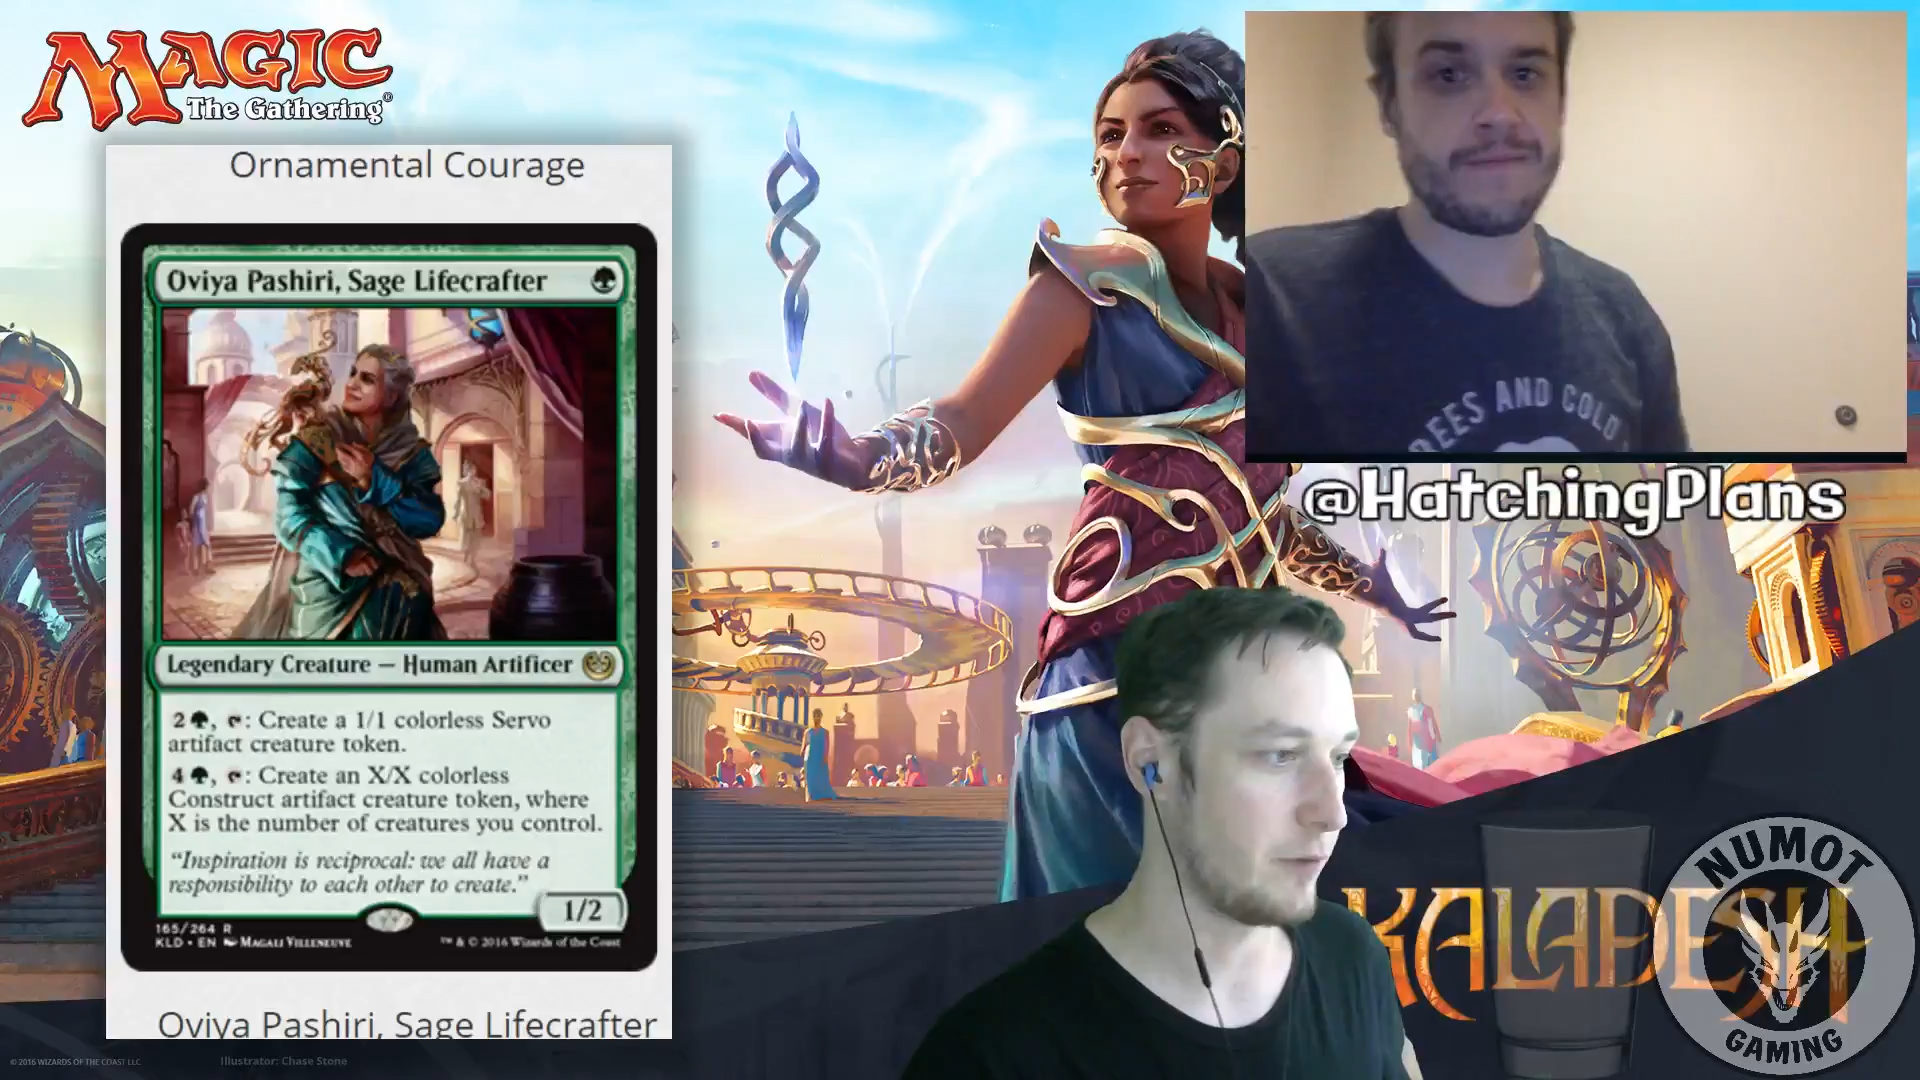 MAGIC
The Gathering®
Ornamental Courage
Oviya Pashiri, Sage Lifecrafter
Legendary Creature — Human Artificer
2 , : Create a 1/1 colorless Servo
artifact creature token.
4 , : Create an X/X colorless
Construct artifact creature token, where
X is the number of creatures you control.
“Inspiration is reciprocal: we all have a
responsibility to each other to create.”
1/2
165/264 R
KLD • EN MAGALI VILLENEUVE
™ & © 2016 Wizards of the Coast
Oviya Pashiri, Sage Lifecrafter
© 2016 WIZARDS OF THE COAST LLC
Illustrator: Chase Stone
AND COLD
@HatchingPlans
KALADESH
NUMOT
GAMING